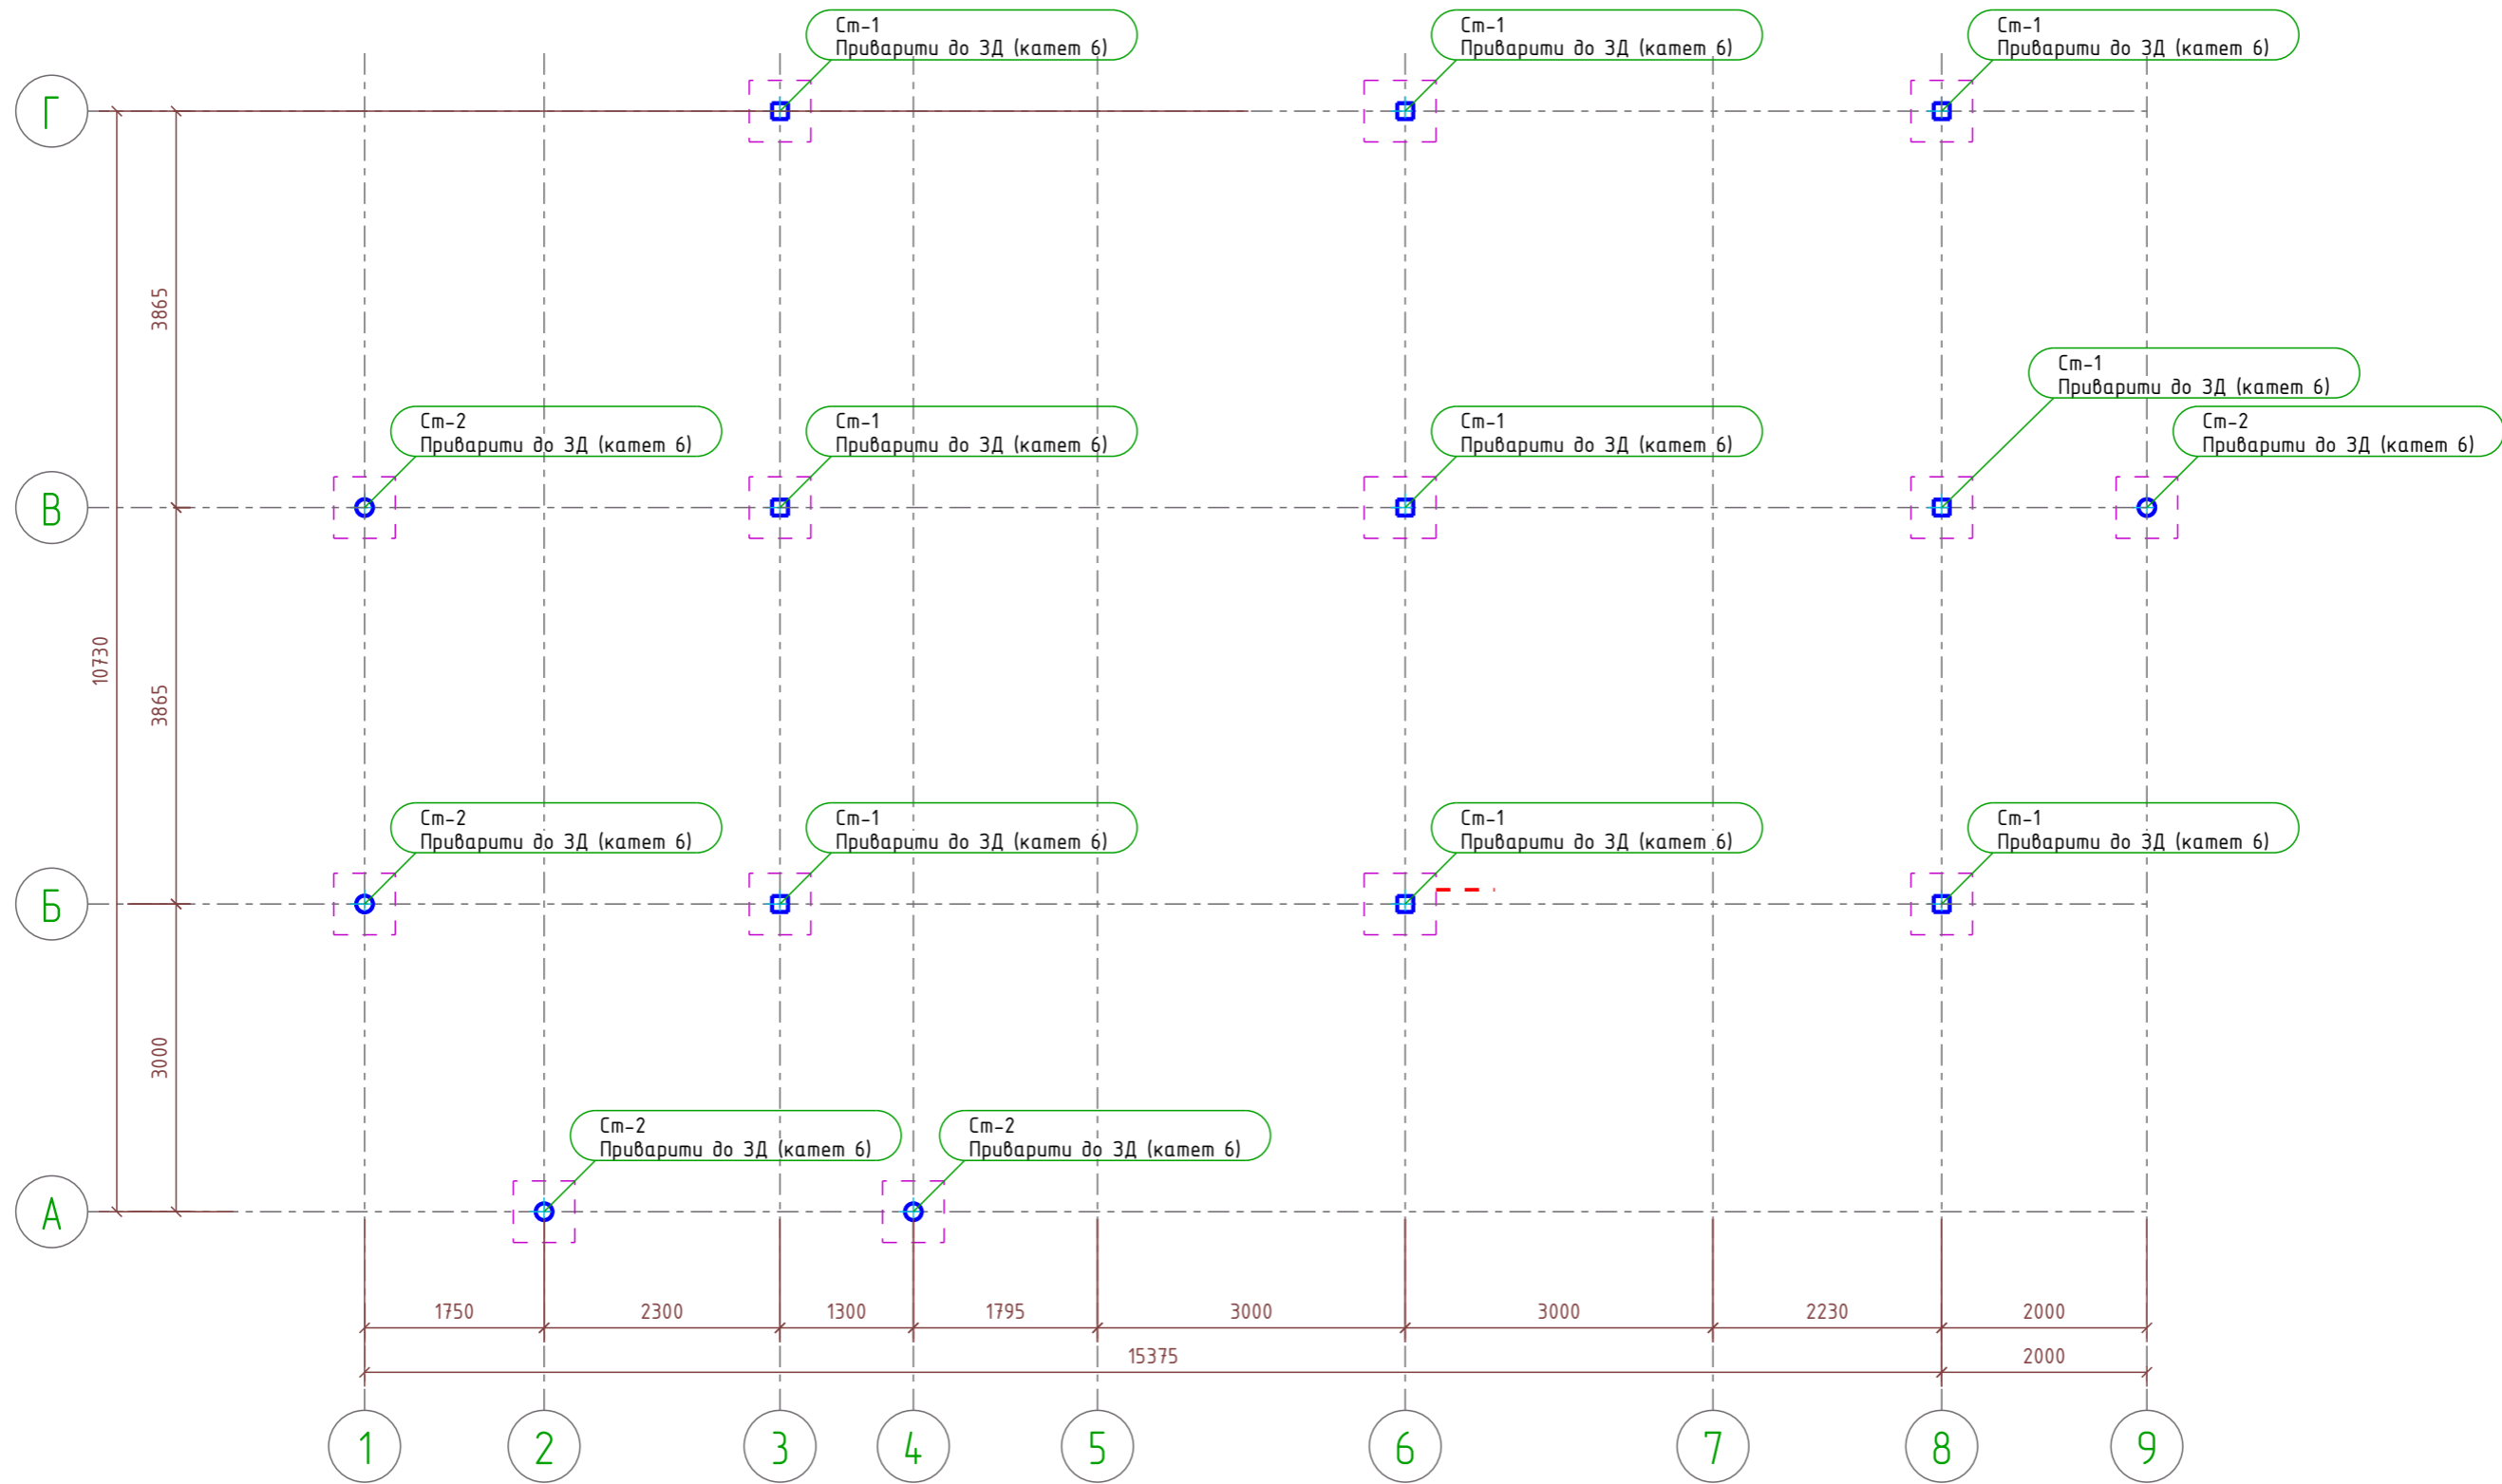 Ст-1
Приварити до ЗД (катет 6)
Ст-1
Приварити до ЗД (катет 6)
Ст-1
Приварити до ЗД (катет 6)
Г
3865
Ст-1
Приварити до ЗД (катет 6)
Ст-2
Приварити до ЗД (катет 6)
Ст-1
Приварити до ЗД (катет 6)
Ст-1
Приварити до ЗД (катет 6)
Ст-2
Приварити до ЗД (катет 6)
В
10730
3865
Ст-2
Приварити до ЗД (катет 6)
Ст-1
Приварити до ЗД (катет 6)
Ст-1
Приварити до ЗД (катет 6)
Ст-1
Приварити до ЗД (катет 6)
Б
3000
Ст-2
Приварити до ЗД (катет 6)
Ст-2
Приварити до ЗД (катет 6)
А
1750 2300 1300 1795 3000 3000 2230 2000
15375 2000
1 2 3 4 5 6 7 8 9